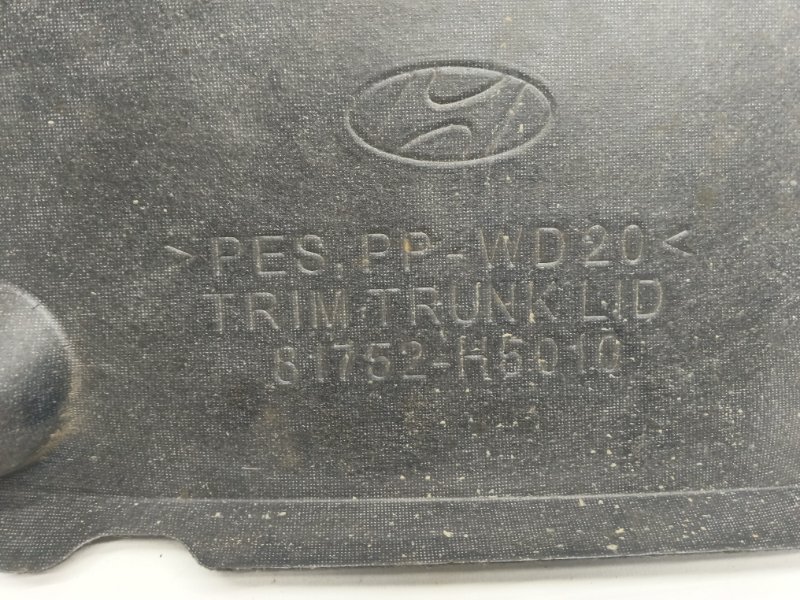 >PES, PP-WD20<
TRIM TRUNK LID
81752-H5010